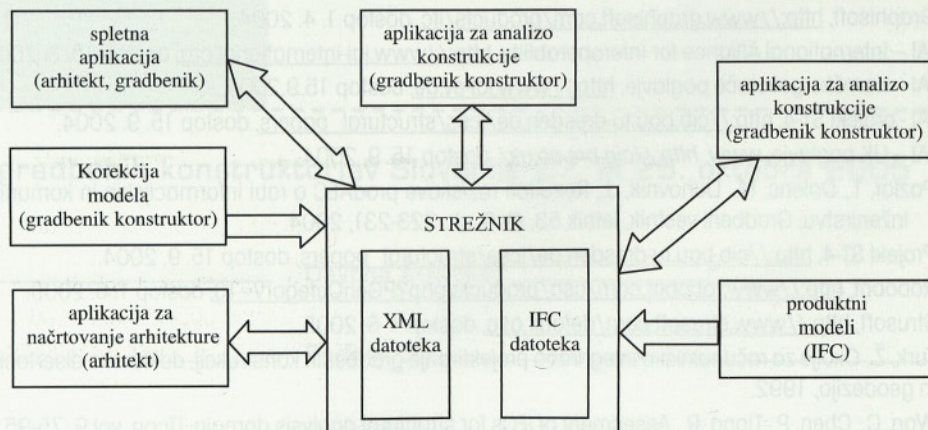 spletna
aplikacija
(arhitekt, gradbenik)
aplikacija za analizo
konstrukcije
(gradbenik konstruktor)
aplikacija za analizo
konstrukcije
(gradbenik konstruktor)
Korekcija
modela
(gradbenik konstruktor)
STREŽNIK
aplikacija za
načrtovanje arhitekture
(arhitekt)
XML
datoteka
IFC
datoteka
produktni
modeli
(IFC)